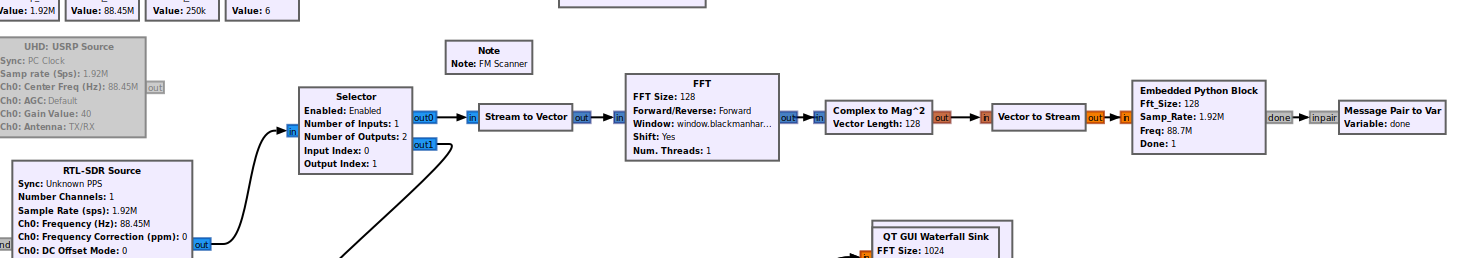 Value: 1.92M
Value: 88.45M
Value: 250k
Value: 6
UHD: USRP Source
Sync: PC Clock
Samp rate (Sps): 1.92M
Ch0: Center Freq (Hz): 88.45M
Ch0: AGC: Default
Ch0: Gain Value: 40
Ch0: Antenna: TX/RX
out
Note
Note: FM Scanner
in
Selector
Enabled: Enabled
Number of Inputs: 1
Number of Outputs: 2
Input Index: 0
Output Index: 1
out0
out1
in
Stream to Vector
out
in
FFT
FFT Size: 128
Forward/Reverse: Forward
Window: window.blackmanhar...
Shift: Yes
Num. Threads: 1
out
in
Complex to Mag^2
Vector Length: 128
out
in
Vector to Stream
out
in
Embedded Python Block
Fft_Size: 128
Samp_Rate: 1.92M
Freq: 88.7M
Done: 1
done
inpair
Message Pair to Var
Variable: done
RTL-SDR Source
Sync: Unknown PPS
Number Channels: 1
Sample Rate (sps): 1.92M
Ch0: Frequency (Hz): 88.45M
Ch0: Frequency Correction (ppm): 0
Ch0: DC Offset Mode: 0
nd
out
in
QT GUI Waterfall Sink
FFT Size: 1024